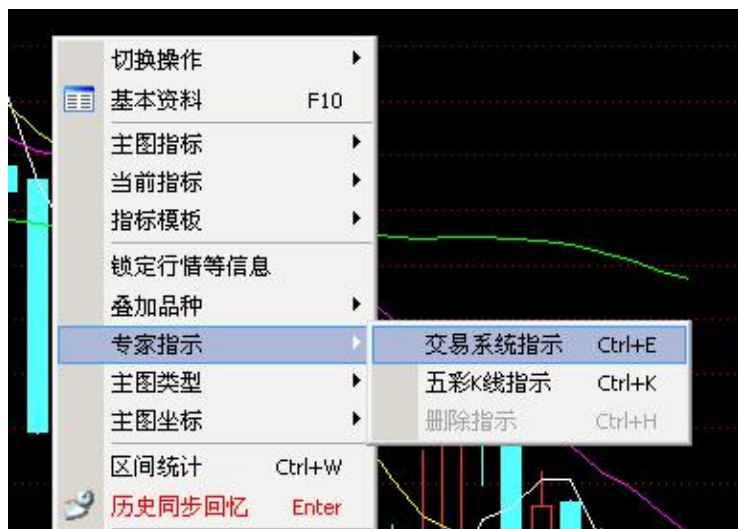 切换操作
基本资料 F10
主图指标
当前指标
指标模板
锁定行情等信息
叠加品种
专家指示
交易系统指示 Ctrl+E
主图类型
五彩K线指示 Ctrl+K
主图坐标
删除指示 Ctrl+H
区间统计 Ctrl+W
历史同步回忆 Enter